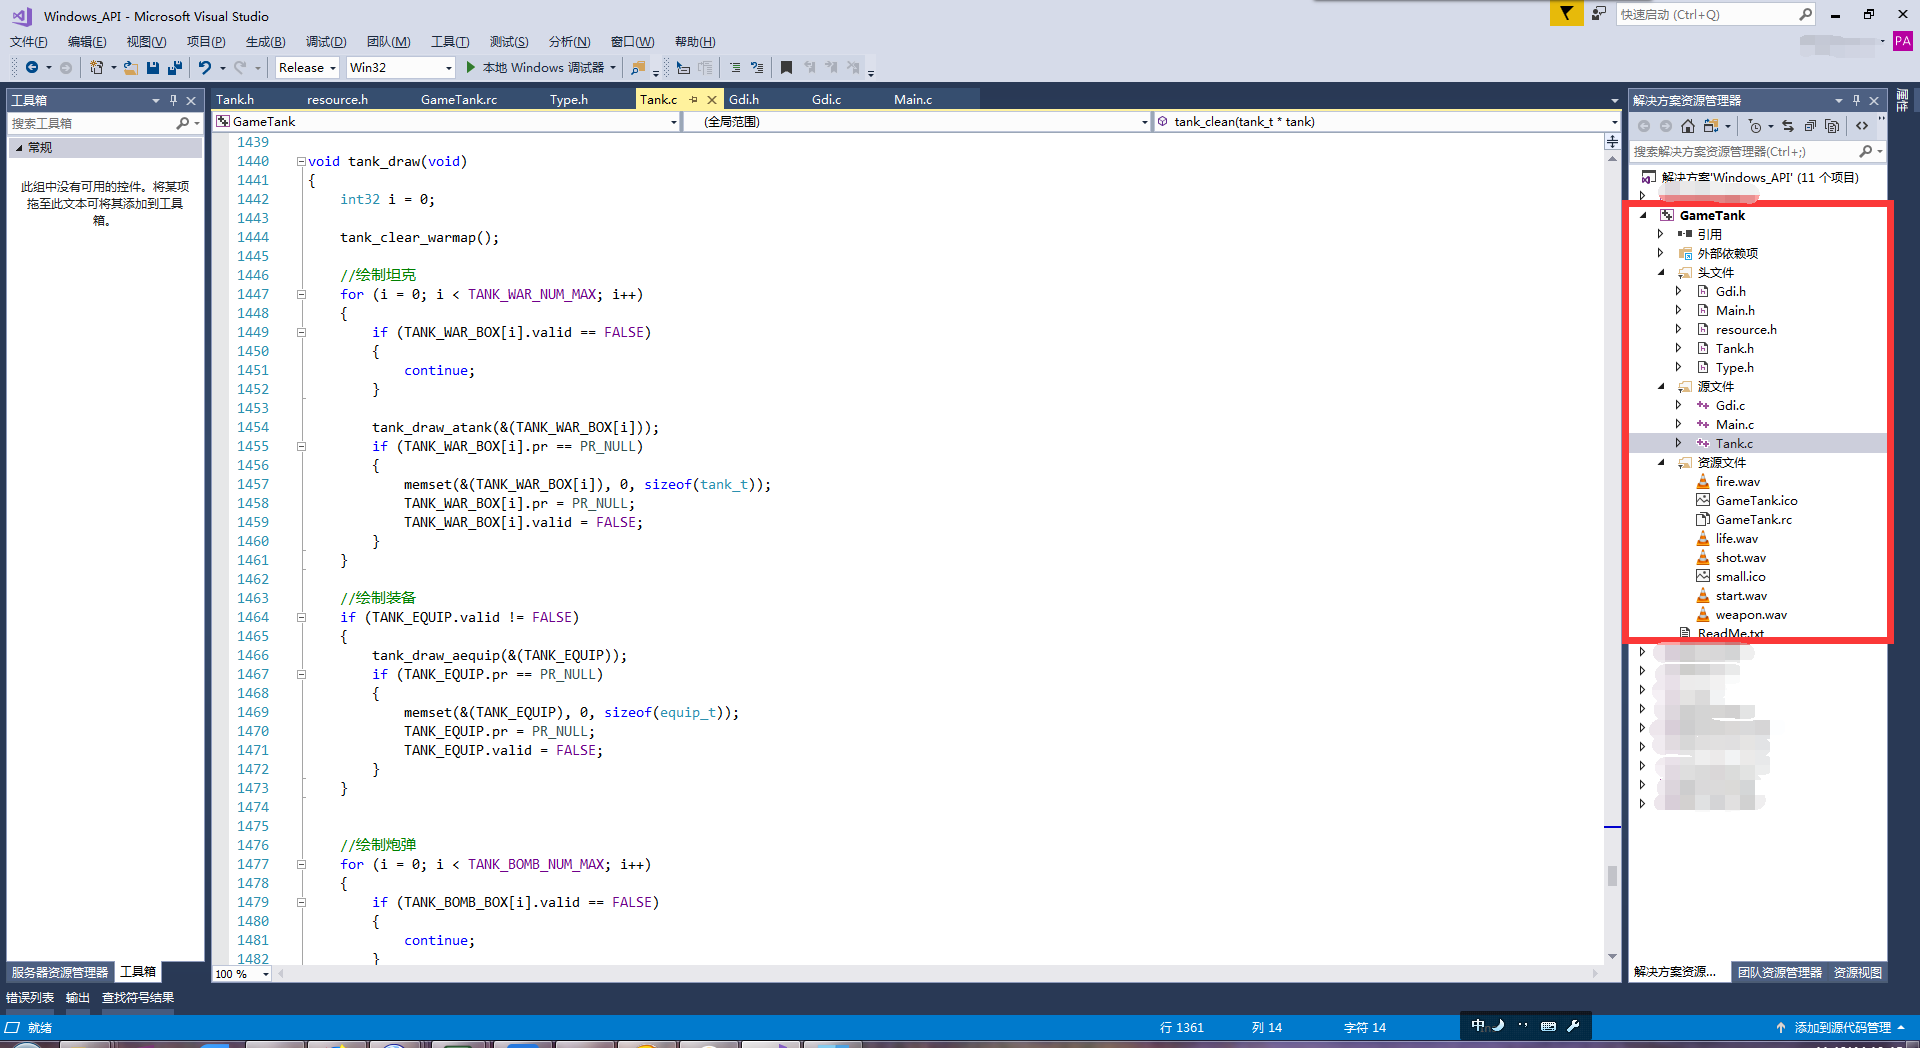 Windows_API - Microsoft Visual Studio
快速启动 (Ctrl+Q)
文件(F) 编辑(E) 视图(V) 项目(P) 生成(B) 调试(D) 团队(M) 工具(T) 测试(S) 分析(N) 窗口(W) 帮助(H)
PA
Release Win32 本地 Windows 调试器
工具箱
搜索工具箱
常规
此组中没有可用的控件。将某项
拖至此文本可将其添加到工具
箱。
服务器资源管理器 工具箱
Tank.h resource.h GameTank.rc Type.h Tank.c Gdi.h Gdi.c Main.c
GameTank (全局范围) tank_clean(tank_t * tank)
1439
1440 void tank_draw(void)
1441 {
1442 int32 i = 0;
1443
1444 tank_clear_warmap();
1445
1446 //绘制坦克
1447 for (i = 0; i < TANK_WAR_NUM_MAX; i++)
1448 {
1449 if (TANK_WAR_BOX[i].valid == FALSE)
1450 {
1451 continue;
1452 }
1453
1454 tank_draw_atank(&(TANK_WAR_BOX[i]));
1455 if (TANK_WAR_BOX[i].pr == PR_NULL)
1456 {
1457 memset(&(TANK_WAR_BOX[i]), 0, sizeof(tank_t));
1458 TANK_WAR_BOX[i].pr = PR_NULL;
1459 TANK_WAR_BOX[i].valid = FALSE;
1460 }
1461 }
1462
1463 //绘制装备
1464 if (TANK_EQUIP.valid != FALSE)
1465 {
1466 tank_draw_aequip(&(TANK_EQUIP));
1467 if (TANK_EQUIP.pr == PR_NULL)
1468 {
1469 memset(&(TANK_EQUIP), 0, sizeof(equip_t));
1470 TANK_EQUIP.pr = PR_NULL;
1471 TANK_EQUIP.valid = FALSE;
1472 }
1473 }
1474
1475
1476 //绘制炮弹
1477 for (i = 0; i < TANK_BOMB_NUM_MAX; i++)
1478 {
1479 if (TANK_BOMB_BOX[i].valid == FALSE)
1480 {
1481 continue;
1482 }
100 %
解决方案资源管理器
属性
搜索解决方案资源管理器(Ctrl+;)
解决方案'Windows_API' (11 个项目)
GameTank
引用
外部依赖项
头文件
Gdi.h
Main.h
resource.h
Tank.h
Type.h
源文件
Gdi.c
Main.c
Tank.c
资源文件
fire.wav
GameTank.ico
GameTank.rc
life.wav
shot.wav
small.ico
start.wav
weapon.wav
ReadMe.txt
解决方案资源... 团队资源管理器 资源视图
错误列表 输出 查找符号结果
就绪 行 1361 列 14 字符 14 中 添加到源代码管理